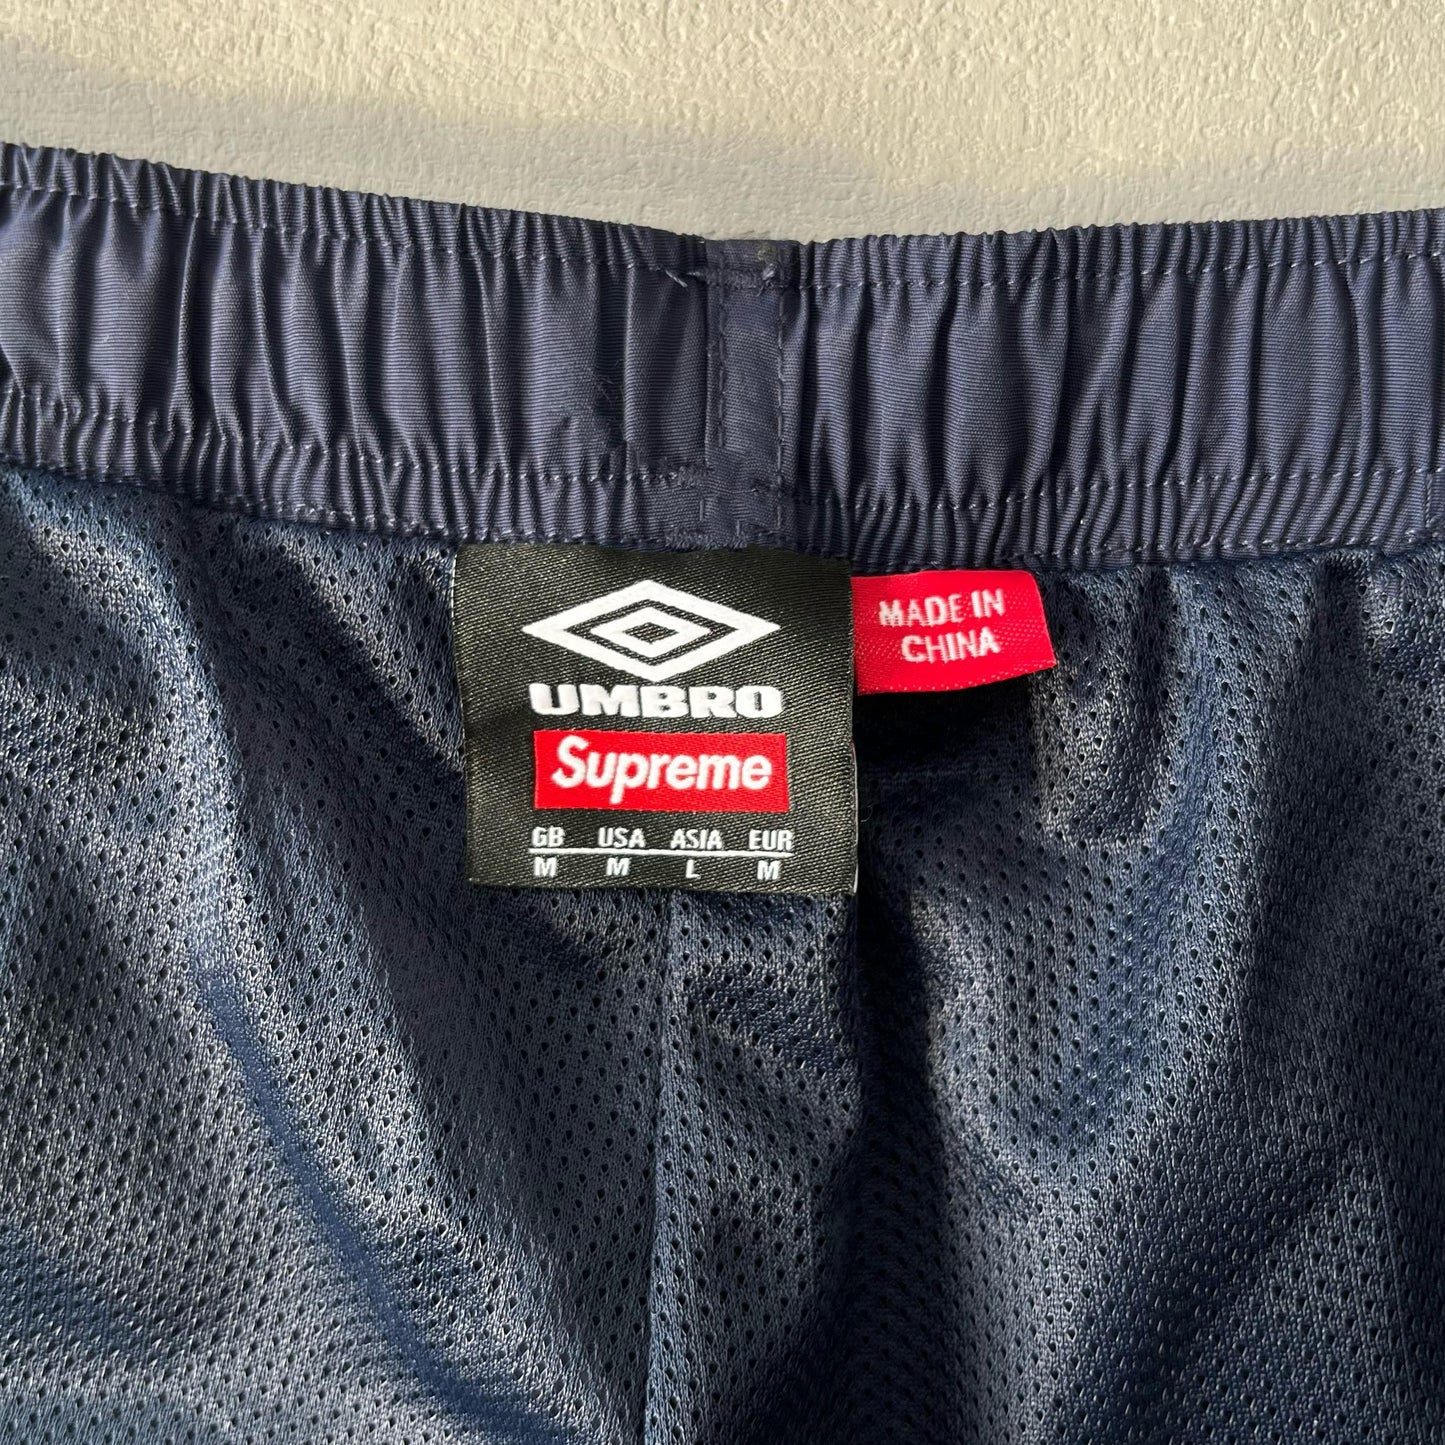 UMBRO
Supreme
GB USA ASIA EUR
M M L M
MADE IN
CHINA